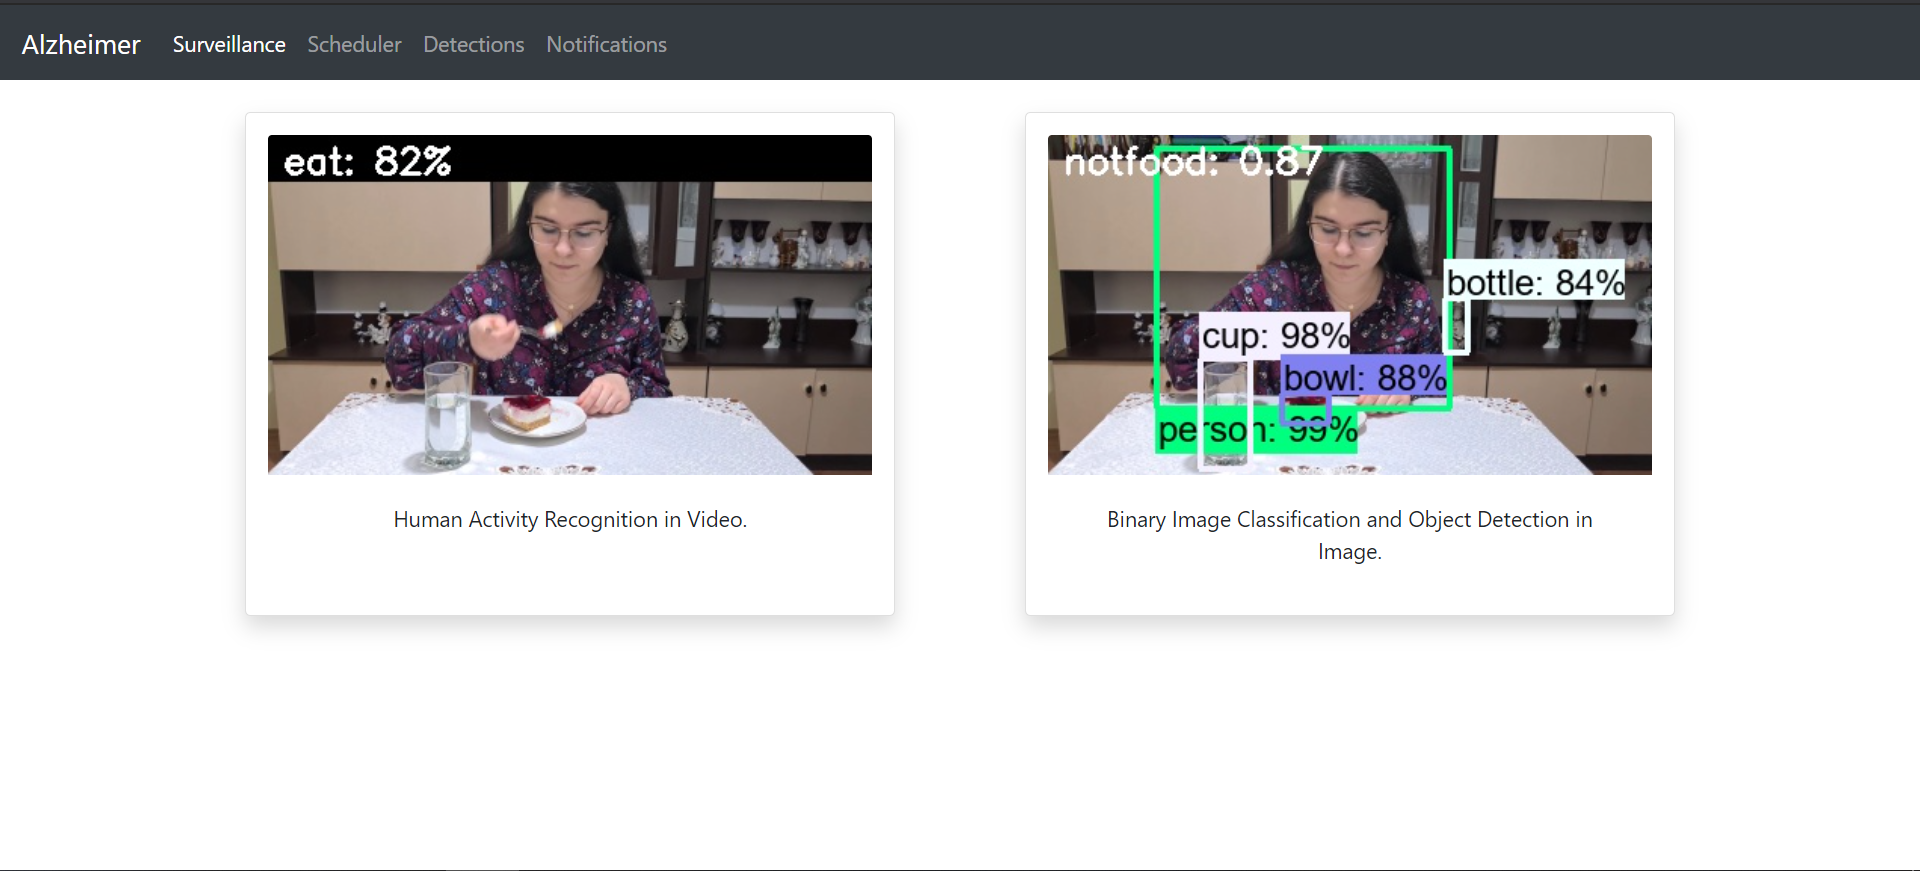 Alzheimer Surveillance Scheduler Detections Notifications
eat: 82%
Human Activity Recognition in Video.
notfood: 0.87
bottle: 84%
cup: 98%
bowl: 88%
person: 99%
Binary Image Classification and Object Detection in
Image.